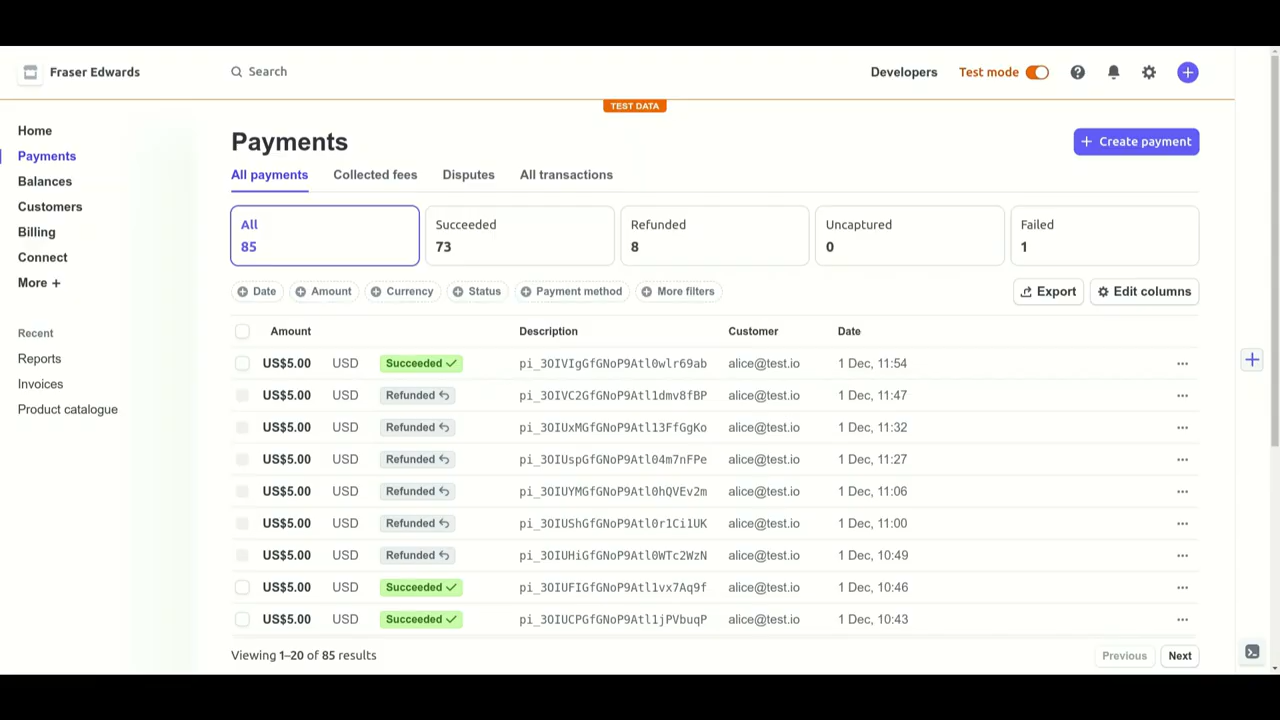 Fraser Edwards
Search
Developers
Test mode
TEST DATA
Home
Payments
Balances
Customers
Billing
Connect
More +
Recent
Reports
Invoices
Product catalogue
Payments
+ Create payment
All payments Collected fees Disputes All transactions
All Succeeded Refunded Uncaptured Failed
85 73 8 0 1
Date Amount Currency Status Payment method More filters
Export Edit columns
Amount Description Customer Date
US$5.00 USD Succeeded pi_3OIVIgGfGNoP9Atl0wlr69ab alice@test.io 1 Dec, 11:54
US$5.00 USD Refunded pi_3OIVC2GfGNoP9Atl1dmv8fBP alice@test.io 1 Dec, 11:47
US$5.00 USD Refunded pi_3OIUxMGfGNoP9Atl13FfGgKo alice@test.io 1 Dec, 11:32
US$5.00 USD Refunded pi_3OIUspGfGNoP9Atl04m7nFPe alice@test.io 1 Dec, 11:27
US$5.00 USD Refunded pi_3OIUYMGfGNoP9Atl0hQVEv2m alice@test.io 1 Dec, 11:06
US$5.00 USD Refunded pi_3OIUShGfGNoP9Atl0r1Ci1UK alice@test.io 1 Dec, 11:00
US$5.00 USD Refunded pi_3OIUHiGfGNoP9Atl0WTc2WzN alice@test.io 1 Dec, 10:49
US$5.00 USD Succeeded pi_3OIUFIGfGNoP9Atl1vx7Aq9f alice@test.io 1 Dec, 10:46
US$5.00 USD Succeeded pi_3OIUCPGfGNoP9Atl1jPVbuqP alice@test.io 1 Dec, 10:43
Viewing 1–20 of 85 results
Previous Next